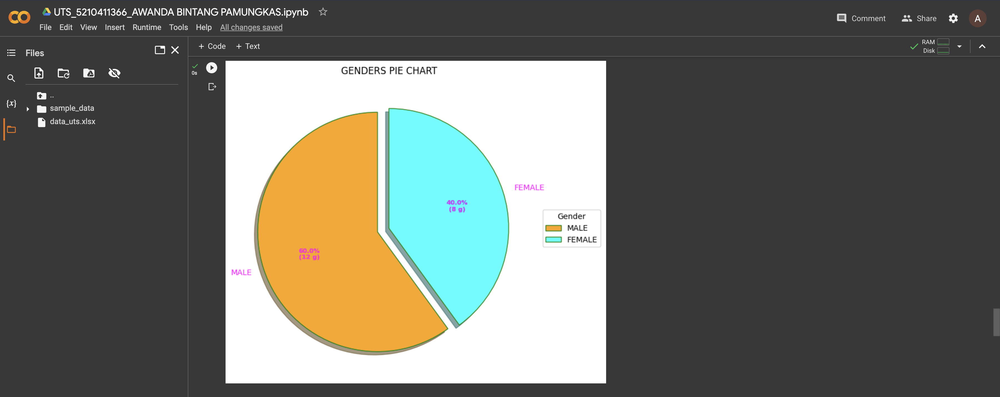 UTS_5210411366_AWANDA BINTANG PAMUNGKAS.ipynb
File Edit View Insert Runtime Tools Help All changes saved
Comment Share A
Files
+ Code + Text
RAM
Disk
{x}
..
sample_data
data_uts.xlsx
0s
GENDERS PIE CHART
FEMALE
40.0%
(8 g)
Gender
MALE
FEMALE
60.0%
(12 g)
MALE